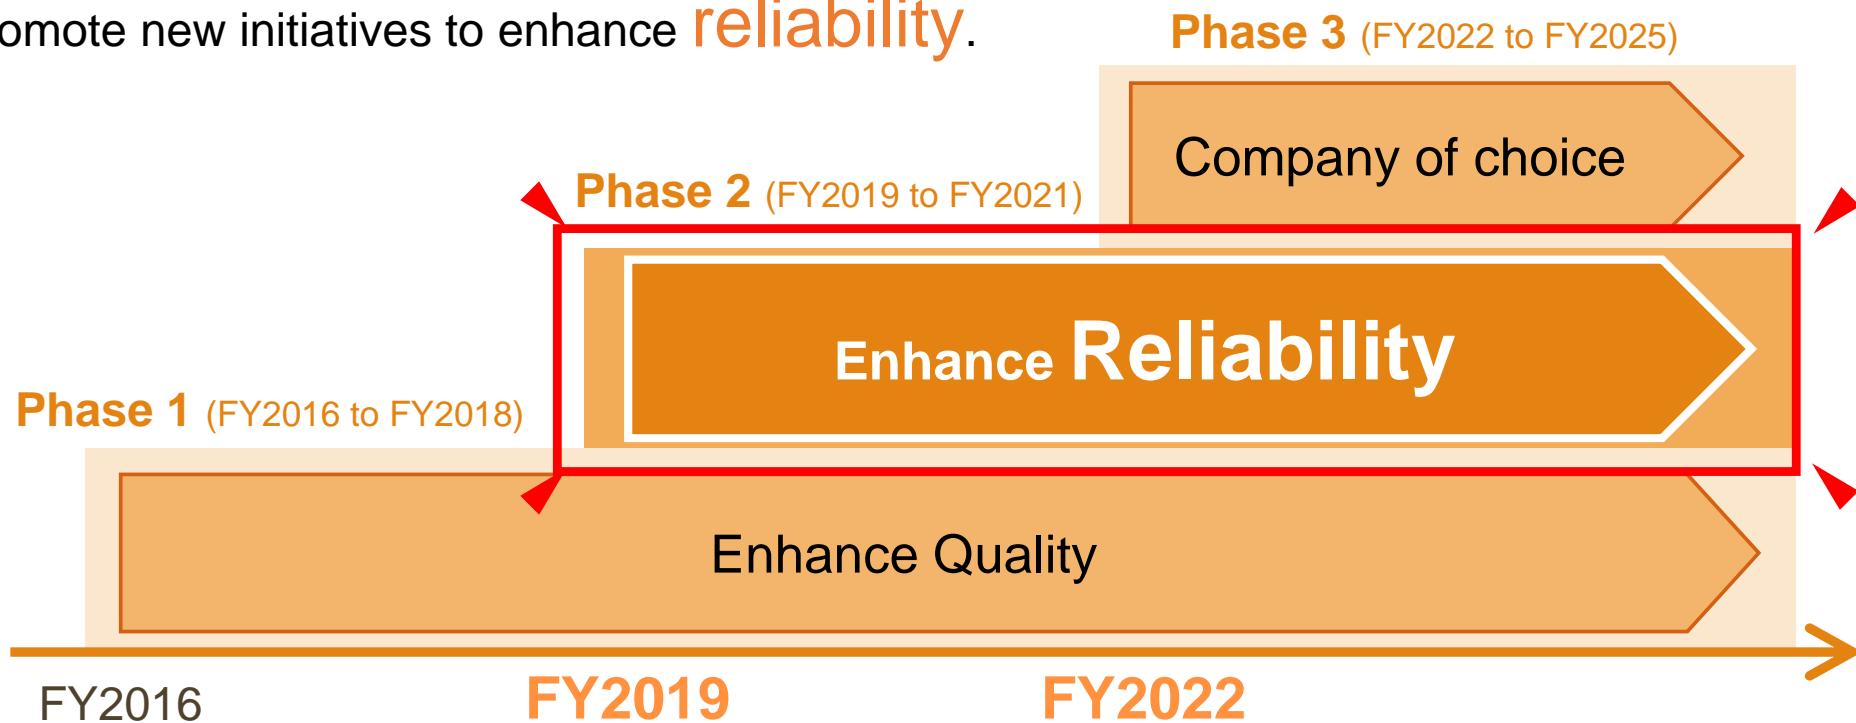 omote new initiatives to enhance reliability.
Phase 3 (FY2022 to FY2025)
Company of choice
Phase 2 (FY2019 to FY2021)
Enhance Reliability
Phase 1 (FY2016 to FY2018)
Enhance Quality
FY2016 FY2019 FY2022